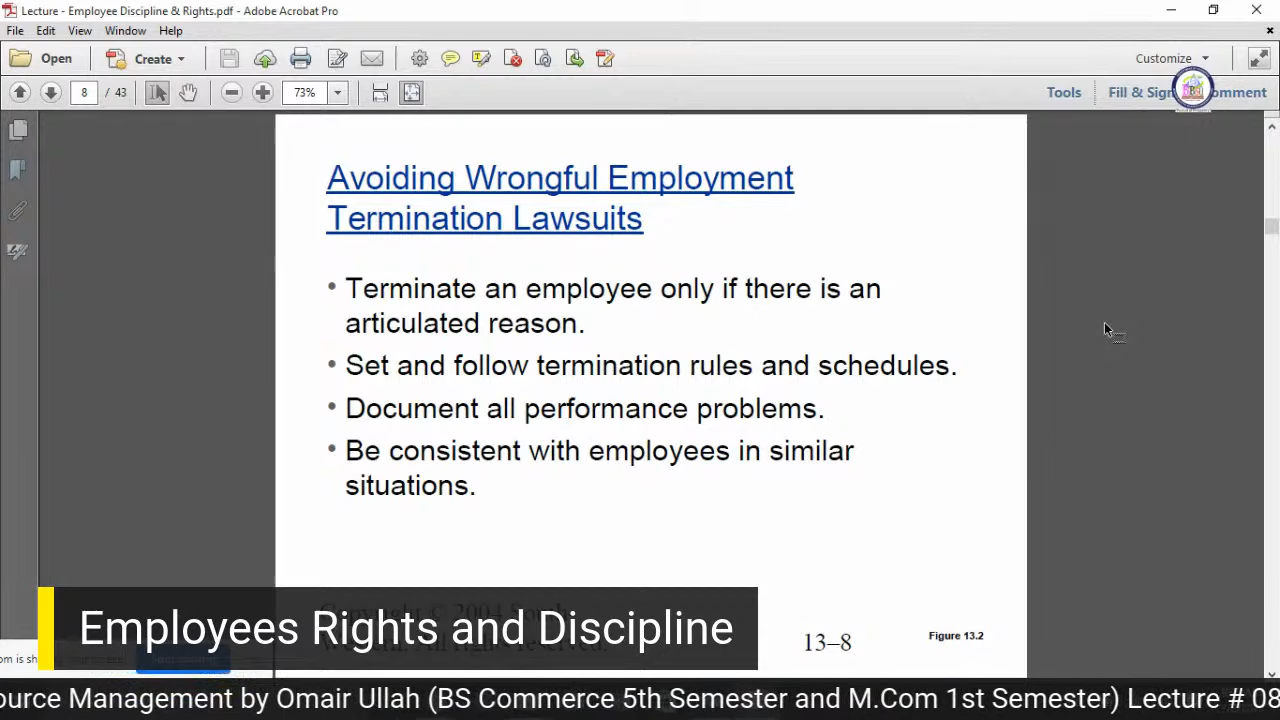 Lecture - Employee Discipline & Rights.pdf - Adobe Acrobat Pro
File Edit View Window Help
Open Create Customize
8 / 43 73% Tools Fill & Sign omment
Avoiding Wrongful Employment
Termination Lawsuits
• Terminate an employee only if there is an
articulated reason.
• Set and follow termination rules and schedules.
• Document all performance problems.
• Be consistent with employees in similar
situations.
Copyright © 2004 South
Employees Rights and Discipline
13–8
Figure 13.2
ource Management by Omair Ullah (BS Commerce 5th Semester and M.Com 1st Semester) Lecture # 08